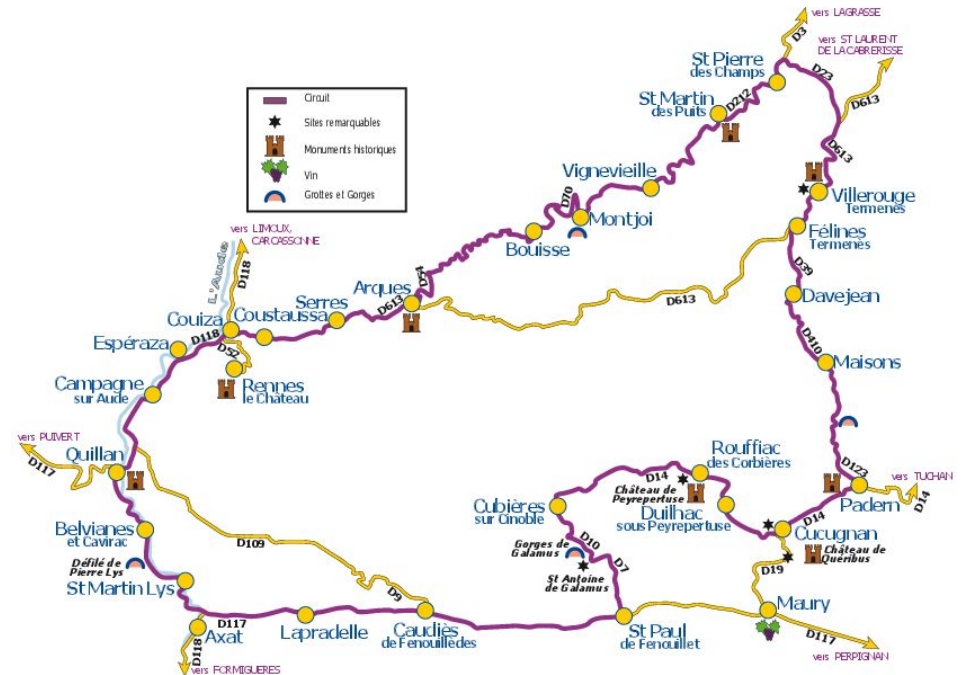 vers LAGRASSE
D3
vers ST LAURENT
DE LA CABRERISSE
St Pierre
des Champs
D23
D613
St Martin
des Puits
D212
D613
Circuit
Sites remarquables
Monuments historiques
Vin
Grottes et Gorges
Vignevieille
Villerouge
Termenès
D70
Montjoi
Félines
Termenès
Bouisse
vers LIMOUX,
CARCASSONNE
L'Aude
D118
D54
D39
Arques
D613
D613
Serres
Davejean
Couiza
Coustaussa
D118
Espéraza
D52
D410
Maisons
Rennes
le Château
Campagne
sur Aude
vers PUIVERT
D117
Quillan
Rouffiac
des Corbières
D14
D123
vers TUCHAN
D14
Château de
Peyrepertuse
Padern
Cubières
sur Cinoble
Duilhac
sous Peyrepertuse
D14
Cucugnan
Belvianes
et Cavirac
D109
D10
Gorges de
Galamus
Château de
Quéribus
Défilé de
Pierre Lys
D7
D19
St Antoine
de Galamus
St Martin Lys
D9
Maury
D117
Axat
Lapradelle
Caudiès
de Fenouillèdes
St Paul
de Fenouillet
D117
D118
vers PERPIGNAN
vers FORMIGUERES